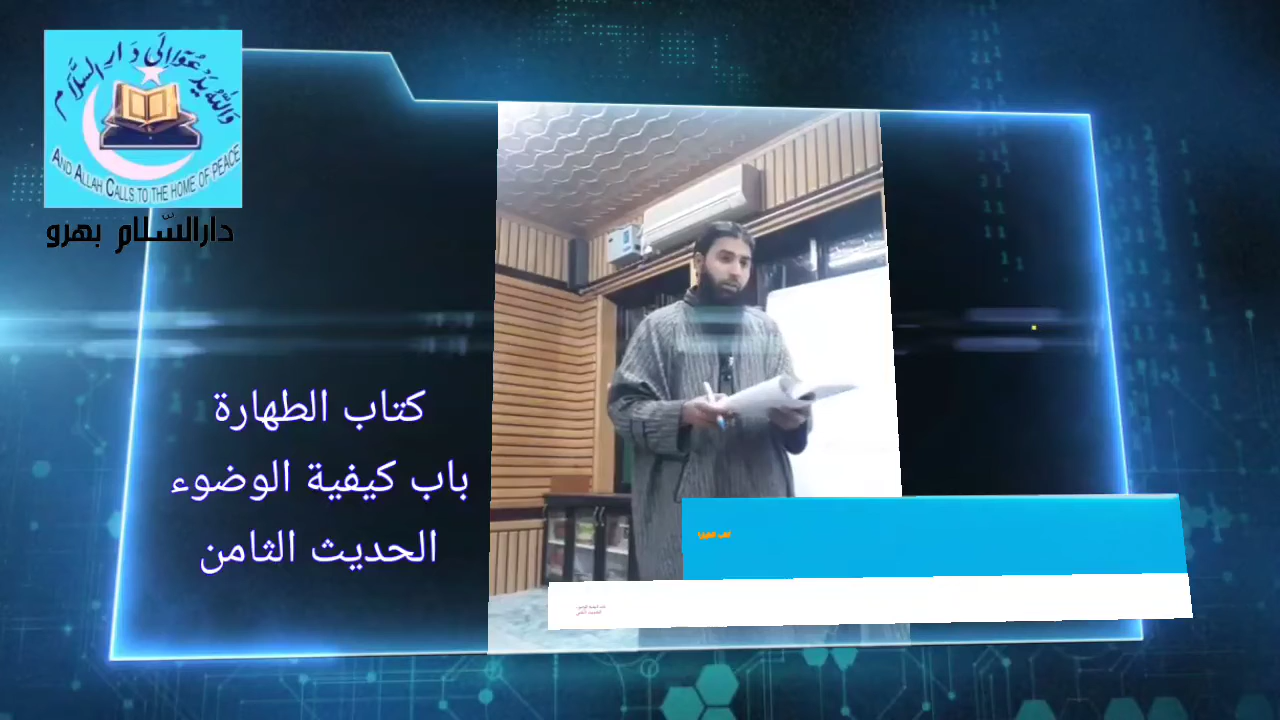 وَاللَّهُ يَدْعُوٓا إِلَى دَارِ السَّلَام
AND ALLAH CALLS TO THE HOME OF PEACE
دارالسّلام بهرو
كتاب الطهارة
باب كيفية الوضوء
الحديث الثامن